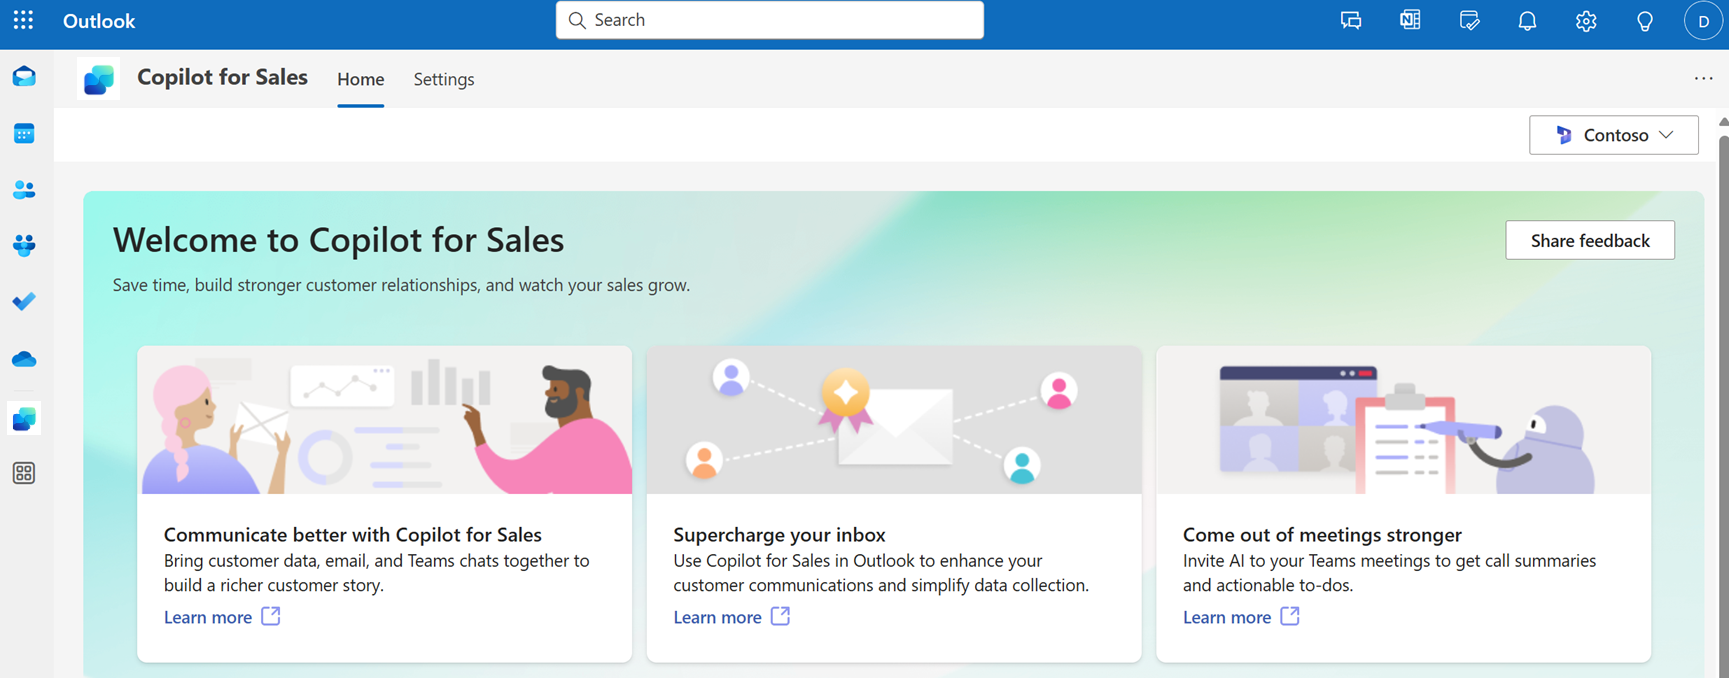 Outlook
Search
D
Copilot for Sales
Home
Settings
Contoso
Welcome to Copilot for Sales
Share feedback
Save time, build stronger customer relationships, and watch your sales grow.
Communicate better with Copilot for Sales
Bring customer data, email, and Teams chats together to
build a richer customer story.
Learn more
Supercharge your inbox
Use Copilot for Sales in Outlook to enhance your
customer communications and simplify data collection.
Learn more
Come out of meetings stronger
Invite AI to your Teams meetings to get call summaries
and actionable to-dos.
Learn more